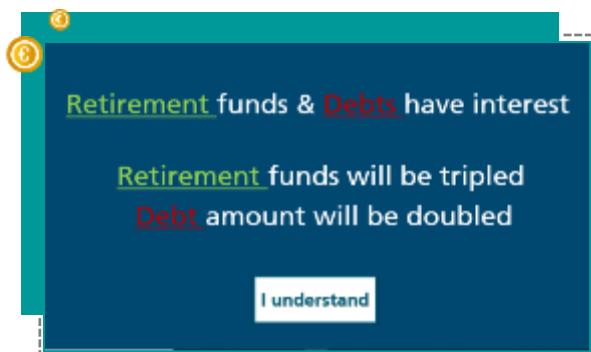 Retirement funds & Debts have interest
Retirement funds will be tripled
Debt amount will be doubled
I understand